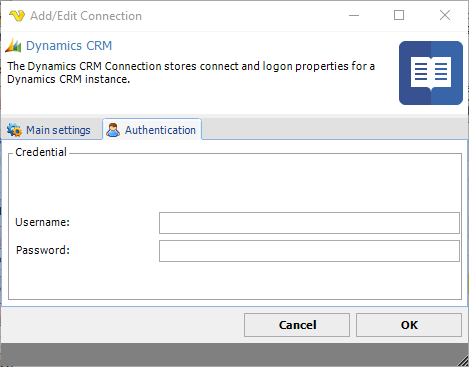 Add/Edit Connection
Dynamics CRM
The Dynamics CRM Connection stores connect and logon properties for a
Dynamics CRM instance.
Main settings
Authentication
Credential
Username:
Password:
Cancel
OK